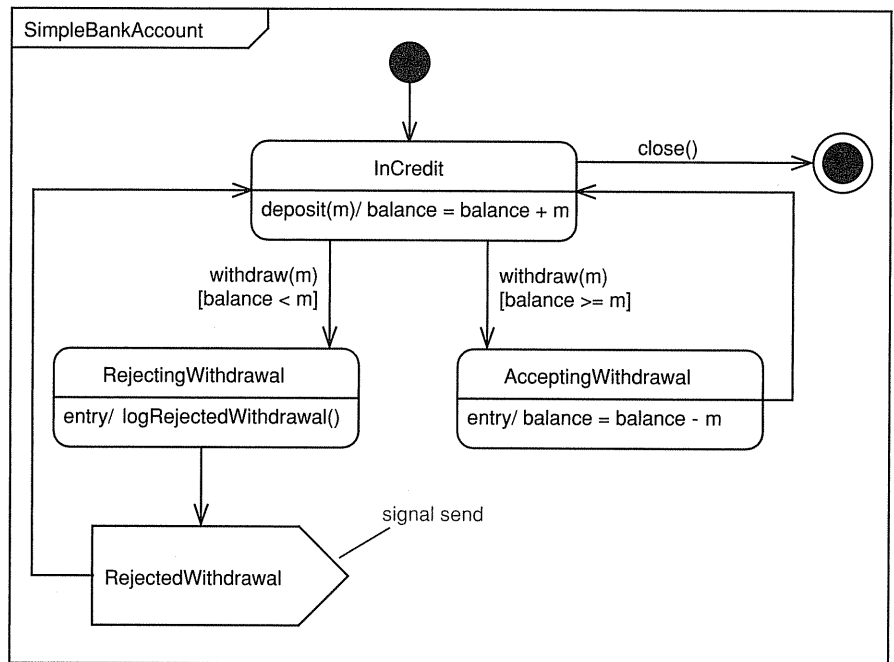 SimpleBankAccount
close()
InCredit
deposit(m)/ balance = balance + m
withdraw(m)
[balance < m]
withdraw(m)
[balance >= m]
RejectingWithdrawal
entry/ logRejectedWithdrawal()
AcceptingWithdrawal
entry/ balance = balance - m
signal send
RejectedWithdrawal